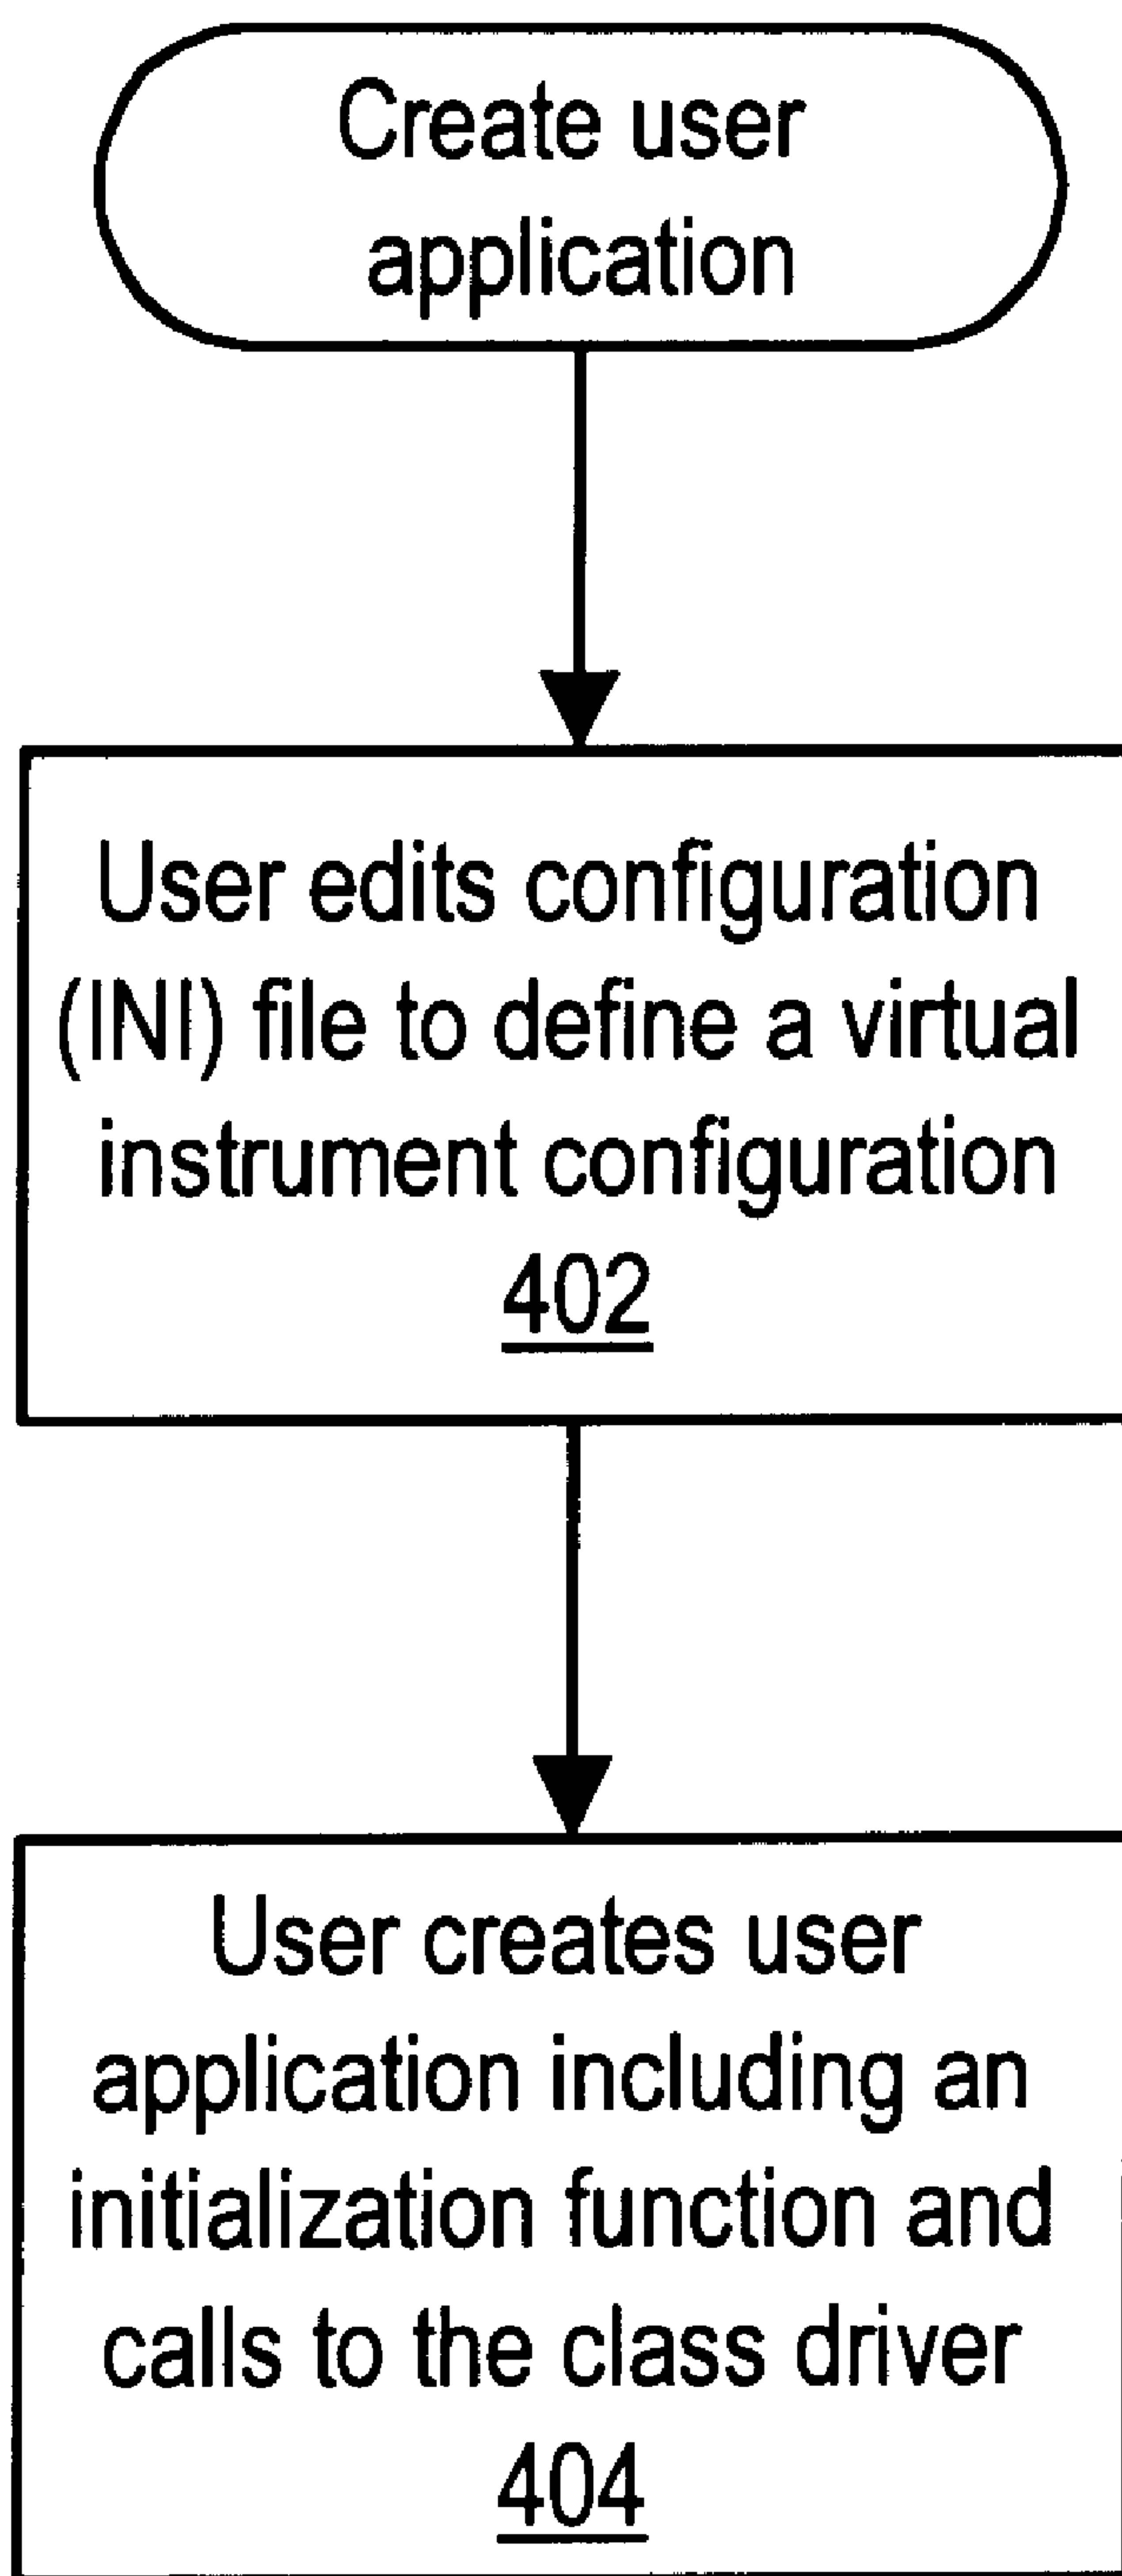 Create user
application
User edits configuration
(INI) file to define a virtual
instrument configuration
402
User creates user
application including an
initialization function and
calls to the class driver
404